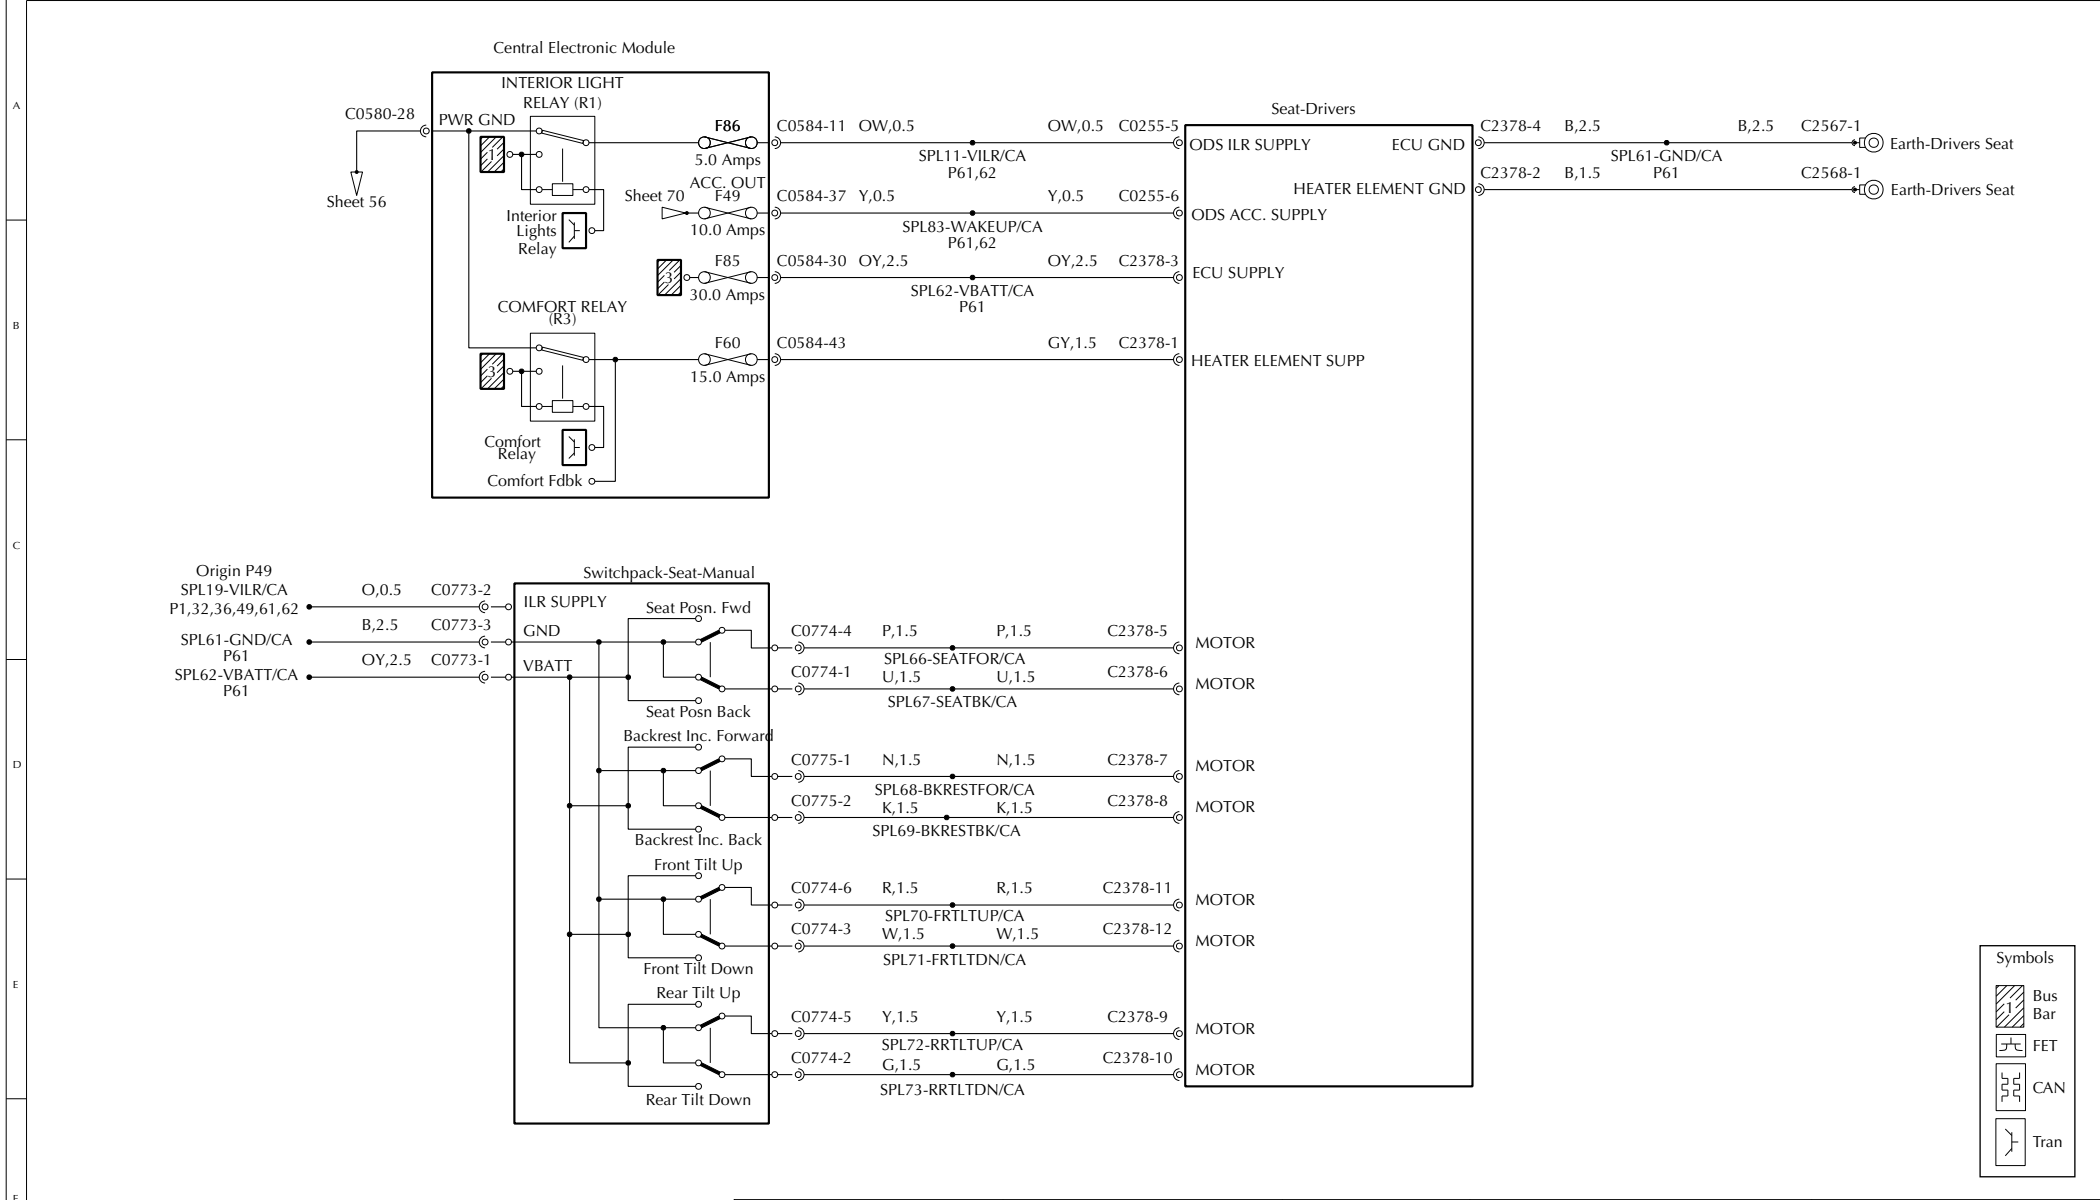 Central Electronic Module
INTERIOR LIGHT
RELAY (R1)
C0580-28
PWR GND
1
Sheet 56
Interior
Lights
Relay
F86
5.0 Amps
ACC. OUT
Sheet 70
F49
10.0 Amps
3
F85
30.0 Amps
COMFORT RELAY
(R3)
3
F60
15.0 Amps
Comfort
Relay
Comfort Fdbk
C0584-11 OW,0.5 OW,0.5 C0255-5
SPL11-VILR/CA
P61,62
C0584-37 Y,0.5 Y,0.5 C0255-6
SPL83-WAKEUP/CA
P61,62
C0584-30 OY,2.5 OY,2.5 C2378-3
SPL62-VBATT/CA
P61
C0584-43 GY,1.5 C2378-1
Seat-Drivers
ODS ILR SUPPLY
ECU GND
HEATER ELEMENT GND
ODS ACC. SUPPLY
ECU SUPPLY
HEATER ELEMENT SUPP
C2378-4 B,2.5 B,2.5 C2567-1
Earth-Drivers Seat
SPL61-GND/CA
P61
C2378-2 B,1.5 C2568-1
Earth-Drivers Seat
Origin P49
SPL19-VILR/CA
P1,32,36,49,61,62
O,0.5 C0773-2
SPL61-GND/CA
P61
B,2.5 C0773-3
SPL62-VBATT/CA
P61
OY,2.5 C0773-1
Switchpack-Seat-Manual
ILR SUPPLY
GND
VBATT
Seat Posn. Fwd
Seat Posn Back
Backrest Inc. Forward
Backrest Inc. Back
Front Tilt Up
Front Tilt Down
Rear Tilt Up
Rear Tilt Down
C0774-4 P,1.5 P,1.5 C2378-5
MOTOR
SPL66-SEATFOR/CA
C0774-1 U,1.5 U,1.5 C2378-6
MOTOR
SPL67-SEATBK/CA
C0775-1 N,1.5 N,1.5 C2378-7
MOTOR
SPL68-BKRESTFOR/CA
C0775-2 K,1.5 K,1.5 C2378-8
MOTOR
SPL69-BKRESTBK/CA
C0774-6 R,1.5 R,1.5 C2378-11
MOTOR
SPL70-FRTLTUP/CA
C0774-3 W,1.5 W,1.5 C2378-12
MOTOR
SPL71-FRTLTDN/CA
C0774-5 Y,1.5 Y,1.5 C2378-9
MOTOR
SPL72-RRTLTUP/CA
C0774-2 G,1.5 G,1.5 C2378-10
MOTOR
SPL73-RRTLTDN/CA
Symbols
1
Bus
Bar
FET
CAN
Tran
A
B
C
D
E
F